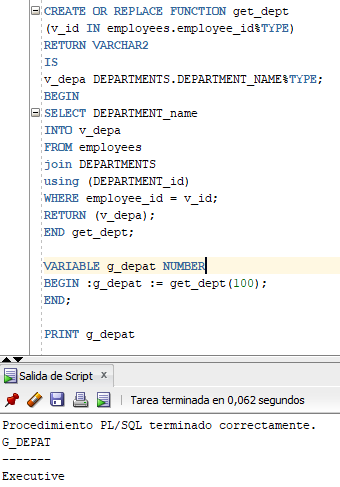 CREATE OR REPLACE FUNCTION get_dept
(v_id IN employees.employee_id%TYPE)
RETURN VARCHAR2
IS
v_depa DEPARTMENTS.DEPARTMENT_NAME%TYPE;
BEGIN
SELECT DEPARTMENT_name
INTO v_depa
FROM employees
join DEPARTMENTS
using (DEPARTMENT_id)
WHERE employee_id = v_id;
RETURN (v_depa);
END get_dept;
VARIABLE g_depat NUMBER
BEGIN :g_depat := get_dept(100);
END;
PRINT g_depat
Salida de Script x
Tarea terminada en 0,062 segundos
Procedimiento PL/SQL terminado correctamente.
G_DEPAT
-------
Executive